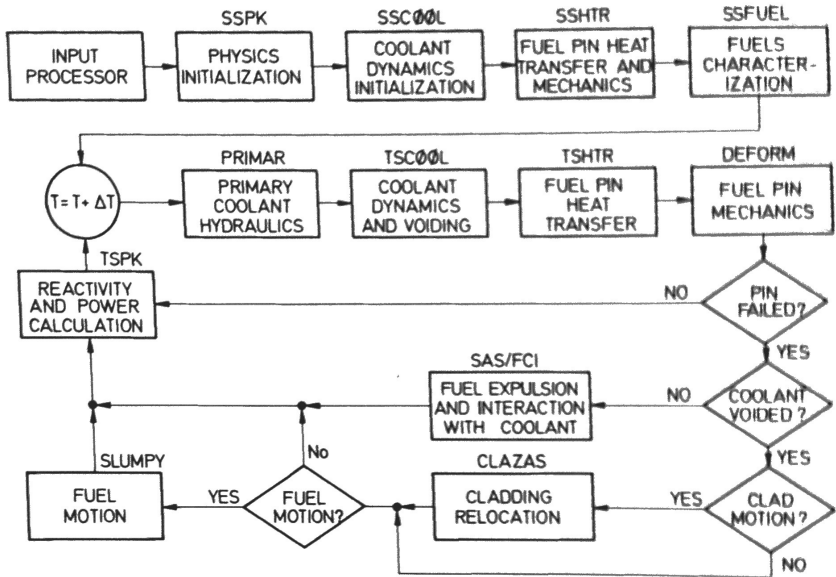 SSPK
SSCØØL
SSHTR
SSFUEL
INPUT
PROCESSOR
PHYSICS
INITIALIZATION
COOLANT
DYNAMICS
INITIALIZATION
FUEL PIN HEAT
TRANSFER AND
MECHANICS
FUELS
CHARACTER-
IZATION
PRIMAR
TSCØØL
TSHTR
DEFORM
T=T+ ΔT
PRIMARY
COOLANT
HYDRAULICS
COOLANT
DYNAMICS
AND VOIDING
FUEL PIN
HEAT
TRANSFER
FUEL PIN
MECHANICS
TSPK
REACTIVITY
AND POWER
CALCULATION
NO
PIN
FAILED?
YES
SAS/FCI
FUEL EXPULSION
AND INTERACTION
WITH COOLANT
NO
COOLANT
VOIDED?
YES
SLUMPY
FUEL
MOTION
YES
No
FUEL
MOTION?
CLAZAS
CLADDING
RELOCATION
YES
CLAD
MOTION?
NO